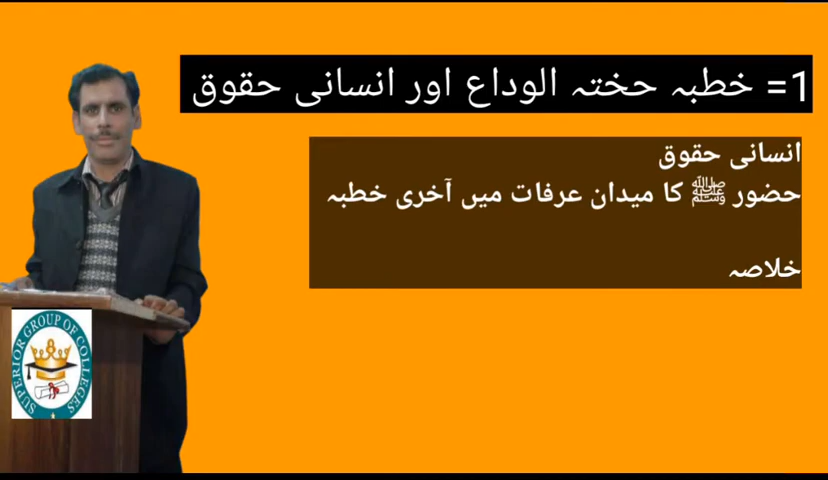 1= خطبہ حختہ الوداع اور انسانی حقوق
انسانی حقوق
حضور ﷺ کا میدان عرفات میں آخری خطبہ
خلاصہ
SUPERIOR GROUP OF COLLEGES